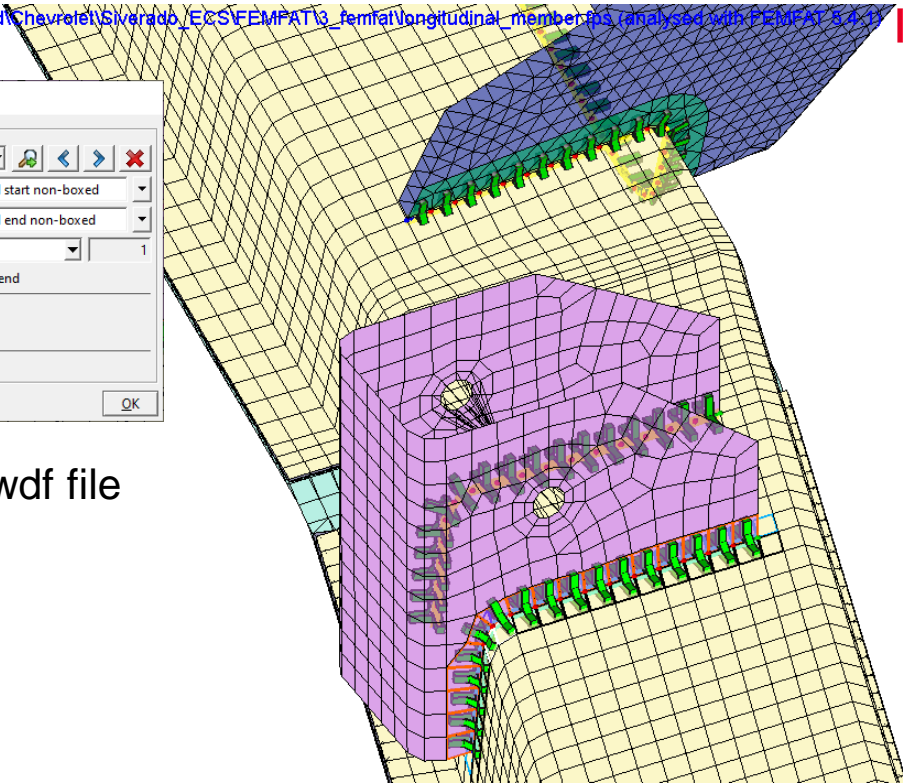 d\Chevrolet\Siverado_ECS\FEMFAT\3_femfat\longitudinal_member.fps (analysed with FEMFAT 5.4.1)
start non-boxed
end non-boxed
1
end
OK
wdf file